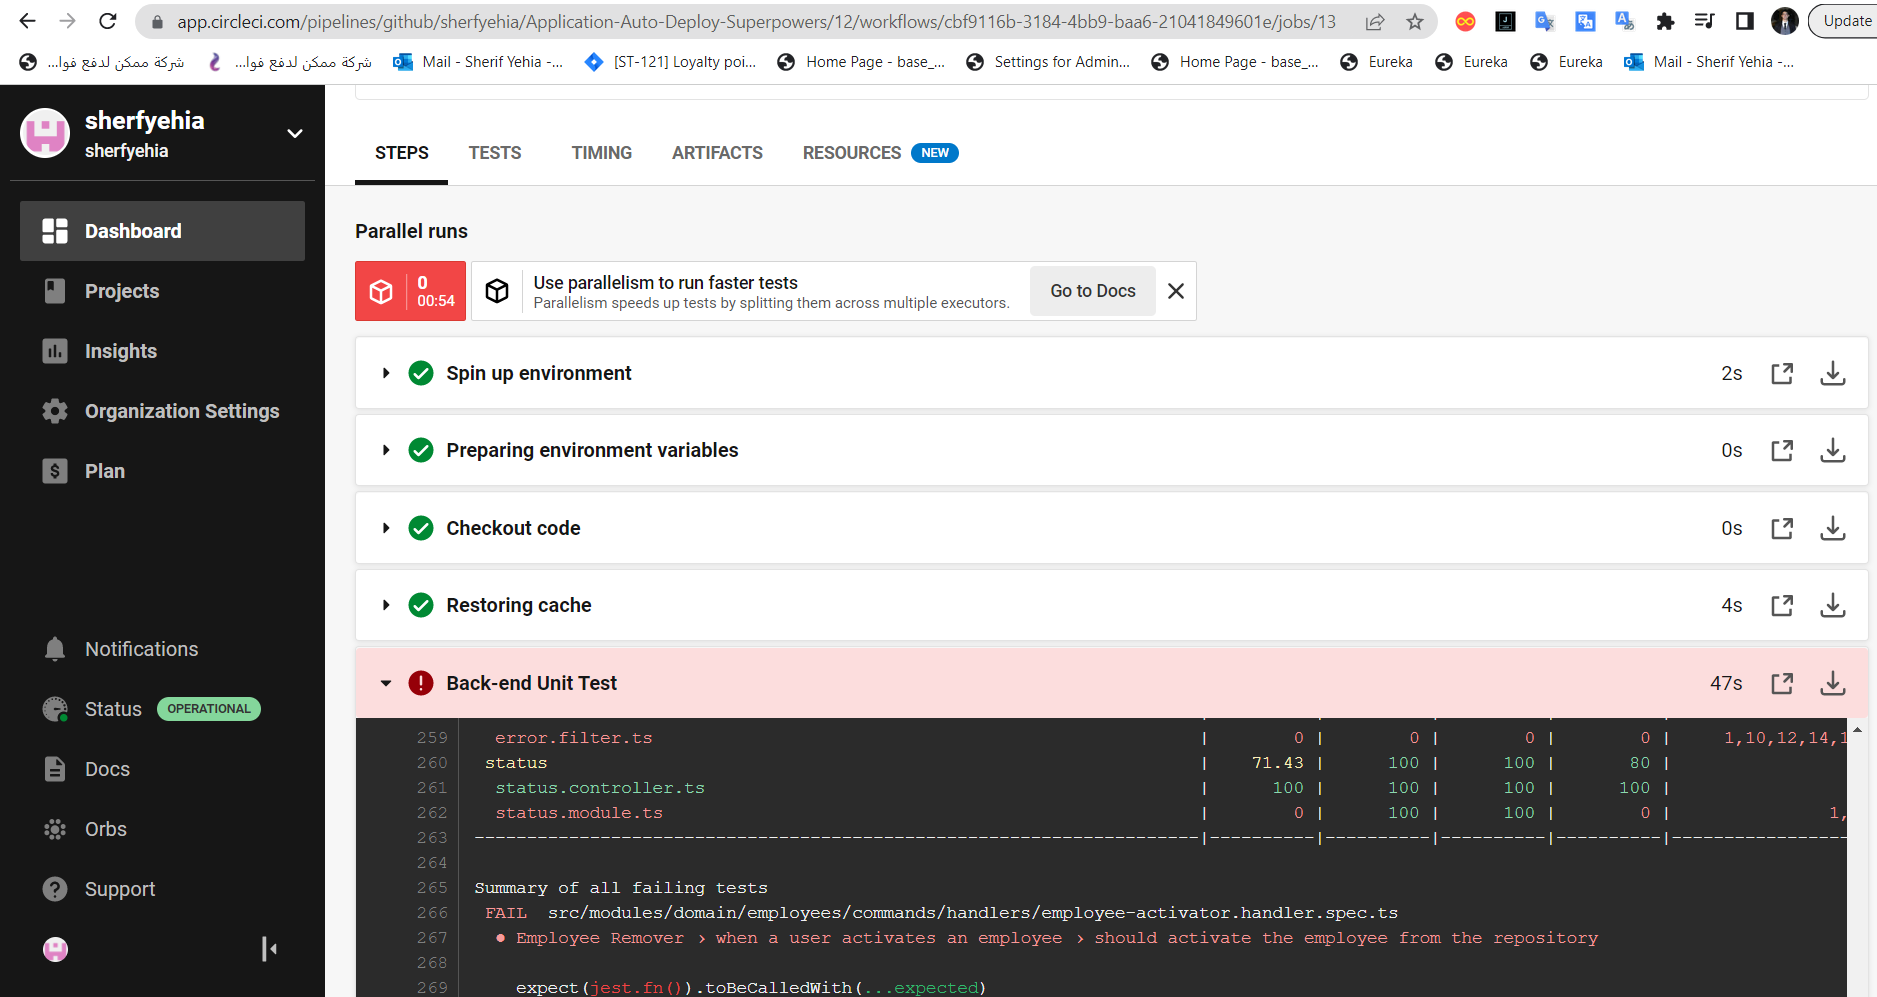 app.circleci.com/pipelines/github/sherfyehia/Application-Auto-Deploy-Superpowers/12/workflows/cbf9116b-3184-4bb9-baa6-21041849601e/jobs/13
Update
شركة ممكن لدفع فوا...
شركة ممكن لدفع فوا...
Mail - Sherif Yehia -...
[ST-121] Loyalty poi...
Home Page - base_...
Settings for Admin...
Home Page - base_...
Eureka
Eureka
Eureka
Mail - Sherif Yehia -...
sherfyehia
sherfyehia
Dashboard
Projects
Insights
Organization Settings
Plan
Notifications
Status OPERATIONAL
Docs
Orbs
Support
STEPS TESTS TIMING ARTIFACTS RESOURCES NEW
Parallel runs
0
00:54
Use parallelism to run faster tests
Parallelism speeds up tests by splitting them across multiple executors.
Go to Docs
Spin up environment 2s
Preparing environment variables 0s
Checkout code 0s
Restoring cache 4s
Back-end Unit Test 47s
259 error.filter.ts | 0 | 0 | 0 | 0 | 1,10,12,14,1
260 status | 71.43 | 100 | 100 | 80 |
261 status.controller.ts | 100 | 100 | 100 | 100 |
262 status.module.ts | 0 | 100 | 100 | 0 | 1,
263 ---------------------------------------------------------------------|----------|----------|----------|----------|-----------------
264
265 Summary of all failing tests
266 FAIL src/modules/domain/employees/commands/handlers/employee-activator.handler.spec.ts
267 ● Employee Remover › when a user activates an employee › should activate the employee from the repository
268
269 expect(jest.fn()).toBeCalledWith(...expected)